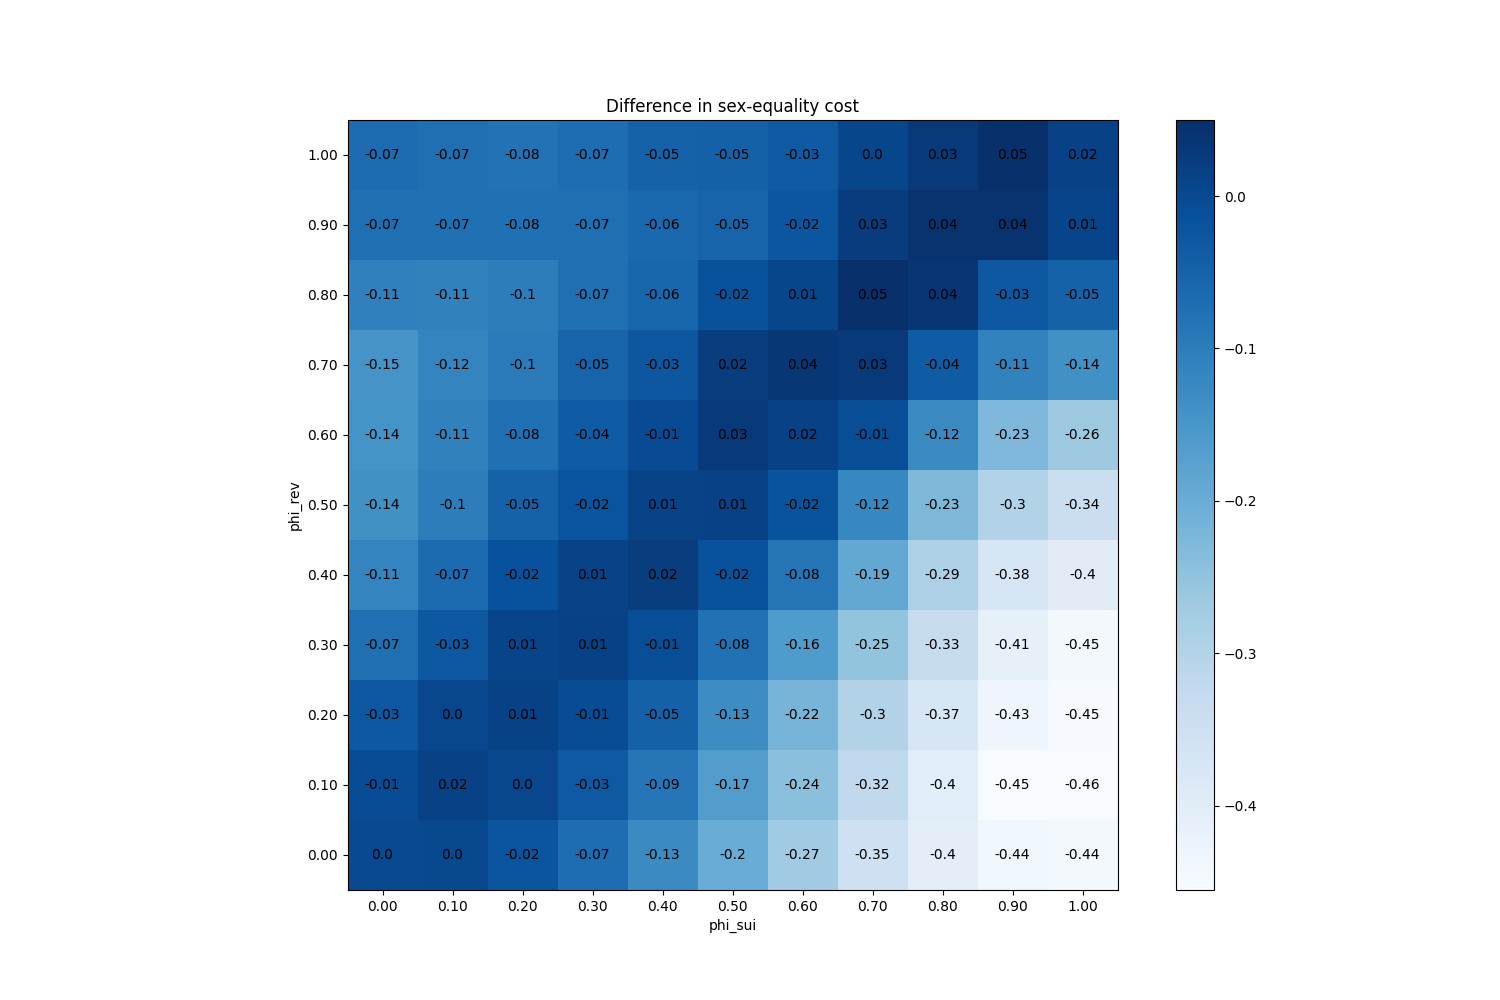 Difference in sex-equality cost
1.00 -0.07 -0.07 -0.08 -0.07 -0.05 -0.05 -0.03 0.0 0.03 0.05 0.02
0.90 -0.07 -0.07 -0.08 -0.07 -0.06 -0.05 -0.02 0.03 0.04 0.04 0.01
0.80 -0.11 -0.11 -0.1 -0.07 -0.06 -0.02 0.01 0.05 0.04 -0.03 -0.05
0.70 -0.15 -0.12 -0.1 -0.05 -0.03 0.02 0.04 0.03 -0.04 -0.11 -0.14
0.60 -0.14 -0.11 -0.08 -0.04 -0.01 0.03 0.02 -0.01 -0.12 -0.23 -0.26
0.50 -0.14 -0.1 -0.05 -0.02 0.01 0.01 -0.02 -0.12 -0.23 -0.3 -0.34
0.40 -0.11 -0.07 -0.02 0.01 0.02 -0.02 -0.08 -0.19 -0.29 -0.38 -0.4
0.30 -0.07 -0.03 0.01 0.01 -0.01 -0.08 -0.16 -0.25 -0.33 -0.41 -0.45
0.20 -0.03 0.0 0.01 -0.01 -0.05 -0.13 -0.22 -0.3 -0.37 -0.43 -0.45
0.10 -0.01 0.02 0.0 -0.03 -0.09 -0.17 -0.24 -0.32 -0.4 -0.45 -0.46
0.00 0.0 0.0 -0.02 -0.07 -0.13 -0.2 -0.27 -0.35 -0.4 -0.44 -0.44
0.00 0.10 0.20 0.30 0.40 0.50 0.60 0.70 0.80 0.90 1.00
phi_sui
phi_rev
0.0
−0.1
−0.2
−0.3
−0.4